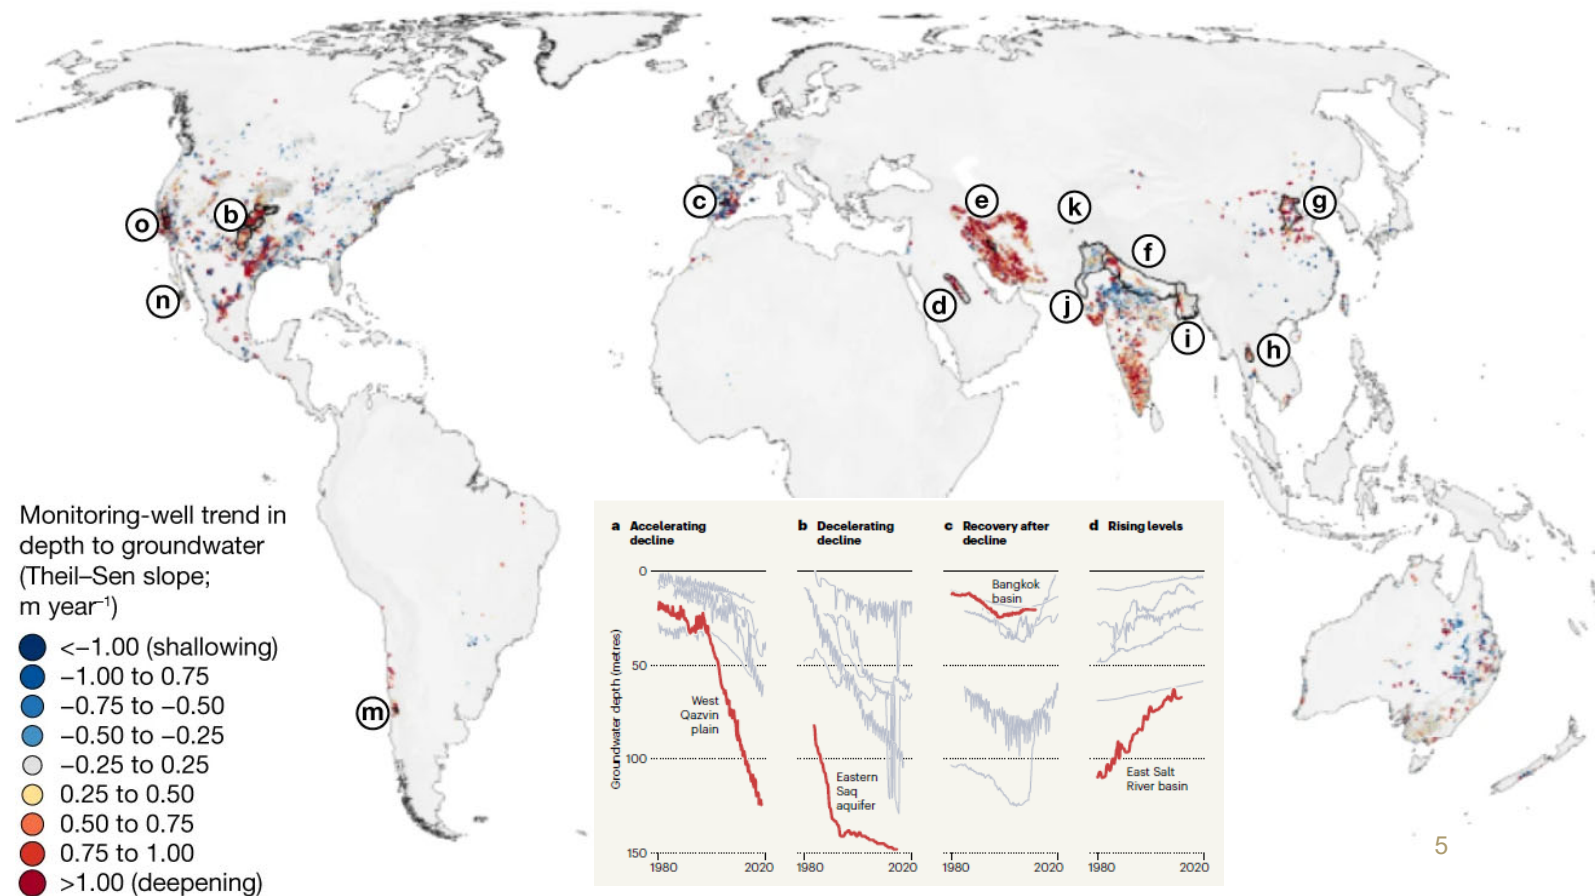 o
b
n
c
e
k
g
f
d
j
i
h
m
Monitoring-well trend in
depth to groundwater
(Theil–Sen slope;
m year⁻¹)
<−1.00 (shallowing)
−1.00 to 0.75
−0.75 to −0.50
−0.50 to −0.25
−0.25 to 0.25
0.25 to 0.50
0.50 to 0.75
0.75 to 1.00
>1.00 (deepening)
a Accelerating
decline
b Decelerating
decline
c Recovery after
decline
d Rising levels
Groundwater depth (metres)
0
50
100
150
West
Qazvin
plain
1980 2020
Eastern
Saq
aquifer
1980 2020
Bangkok
basin
1980 2020
East Salt
River basin
1980 2020
5